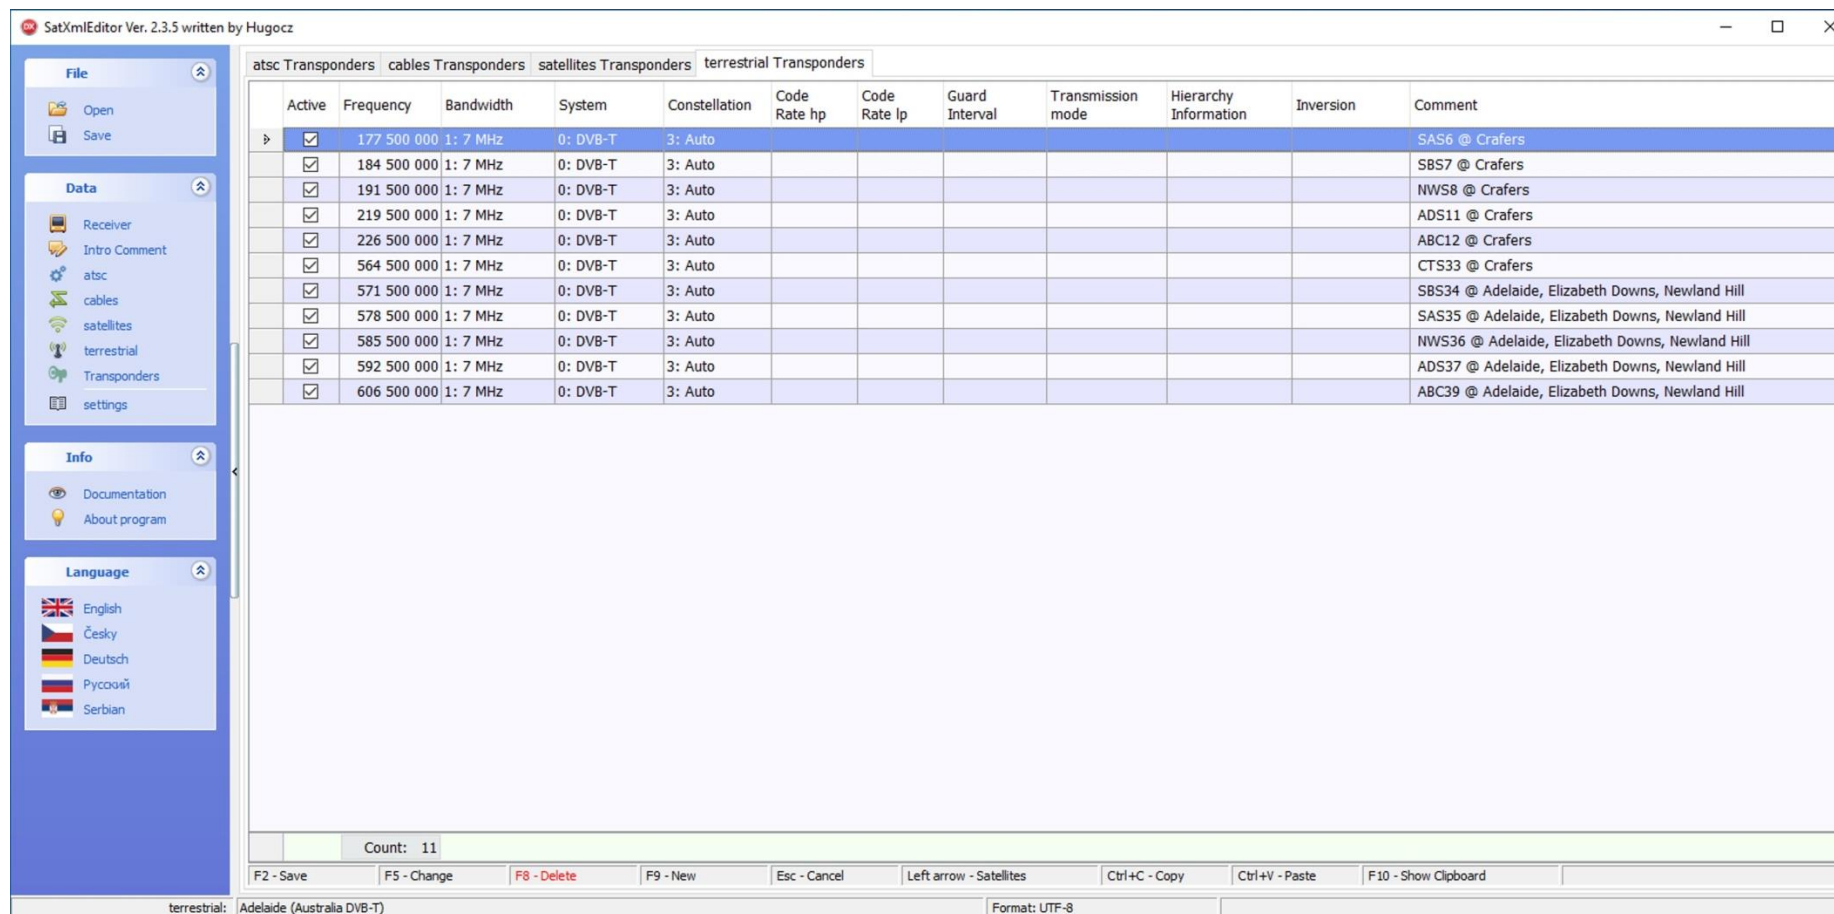 SatXmlEditor Ver. 2.3.5 written by Hugocz
File
Open
Save
Data
Receiver
Intro Comment
atsc
cables
satellites
terrestrial
Transponders
settings
Info
Documentation
About program
Language
English
Česky
Deutsch
Русский
Serbian
atsc Transponders cables Transponders satellites Transponders terrestrial Transponders
Active Frequency Bandwidth System Constellation Code Rate hp Code Rate lp Guard Interval Transmission mode Hierarchy Information Inversion Comment
177 500 000 1: 7 MHz 0: DVB-T 3: Auto SAS6 @ Crafers
184 500 000 1: 7 MHz 0: DVB-T 3: Auto SBS7 @ Crafers
191 500 000 1: 7 MHz 0: DVB-T 3: Auto NWS8 @ Crafers
219 500 000 1: 7 MHz 0: DVB-T 3: Auto ADS11 @ Crafers
226 500 000 1: 7 MHz 0: DVB-T 3: Auto ABC12 @ Crafers
564 500 000 1: 7 MHz 0: DVB-T 3: Auto CTS33 @ Crafers
571 500 000 1: 7 MHz 0: DVB-T 3: Auto SBS34 @ Adelaide, Elizabeth Downs, Newland Hill
578 500 000 1: 7 MHz 0: DVB-T 3: Auto SAS35 @ Adelaide, Elizabeth Downs, Newland Hill
585 500 000 1: 7 MHz 0: DVB-T 3: Auto NWS36 @ Adelaide, Elizabeth Downs, Newland Hill
592 500 000 1: 7 MHz 0: DVB-T 3: Auto ADS37 @ Adelaide, Elizabeth Downs, Newland Hill
606 500 000 1: 7 MHz 0: DVB-T 3: Auto ABC39 @ Adelaide, Elizabeth Downs, Newland Hill
Count: 11
F2 - Save F5 - Change F8 - Delete F9 - New Esc - Cancel Left arrow - Satellites Ctrl+C - Copy Ctrl+V - Paste F10 - Show Clipboard
terrestrial: Adelaide (Australia DVB-T) Format: UTF-8